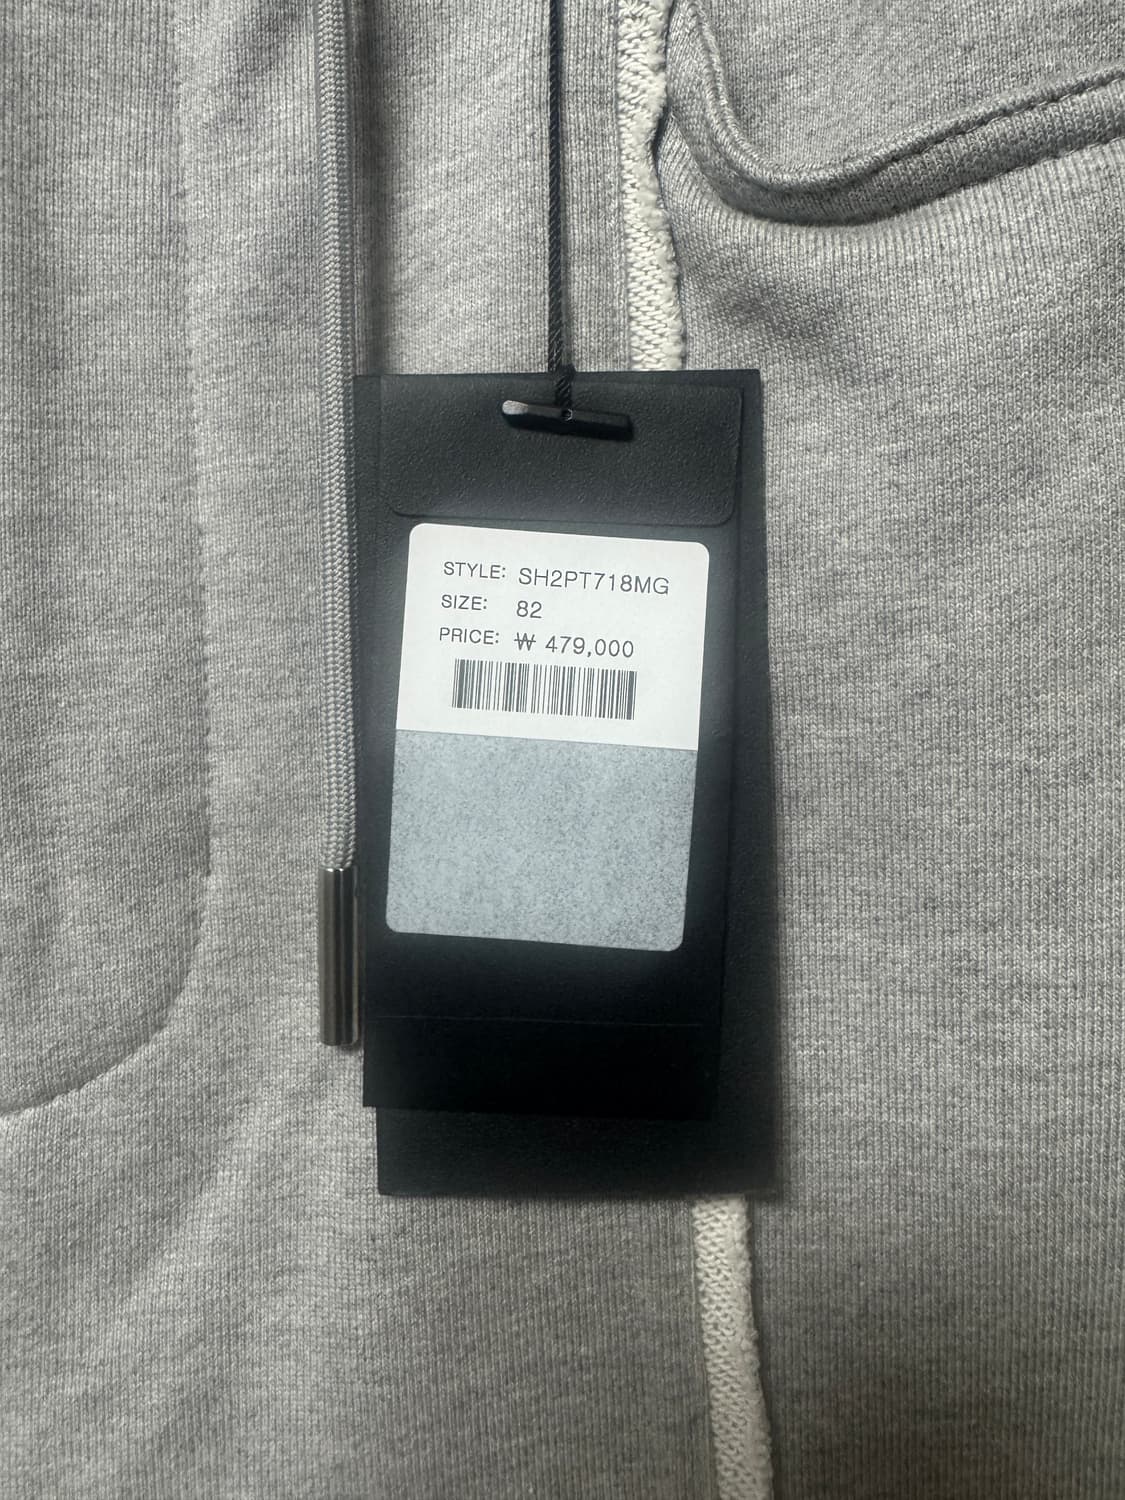 STYLE: SH2PT718MG
SIZE: 82
PRICE: ₩ 479,000